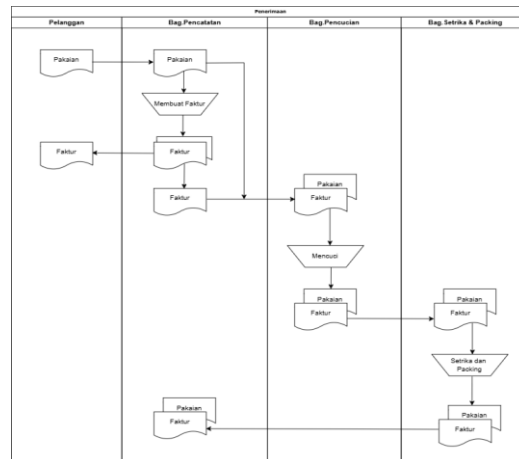 Penerimaan
Pelanggan
Bag.Pencatatan
Bag.Pencucian
Bag.Setrika & Packing
Pakaian
Pakaian
Membuat Faktur
Faktur
Faktur
Faktur
Pakaian
Faktur
Mencuci
Pakaian
Faktur
Pakaian
Faktur
Setrika dan
Packing
Pakaian
Faktur
Pakaian
Faktur